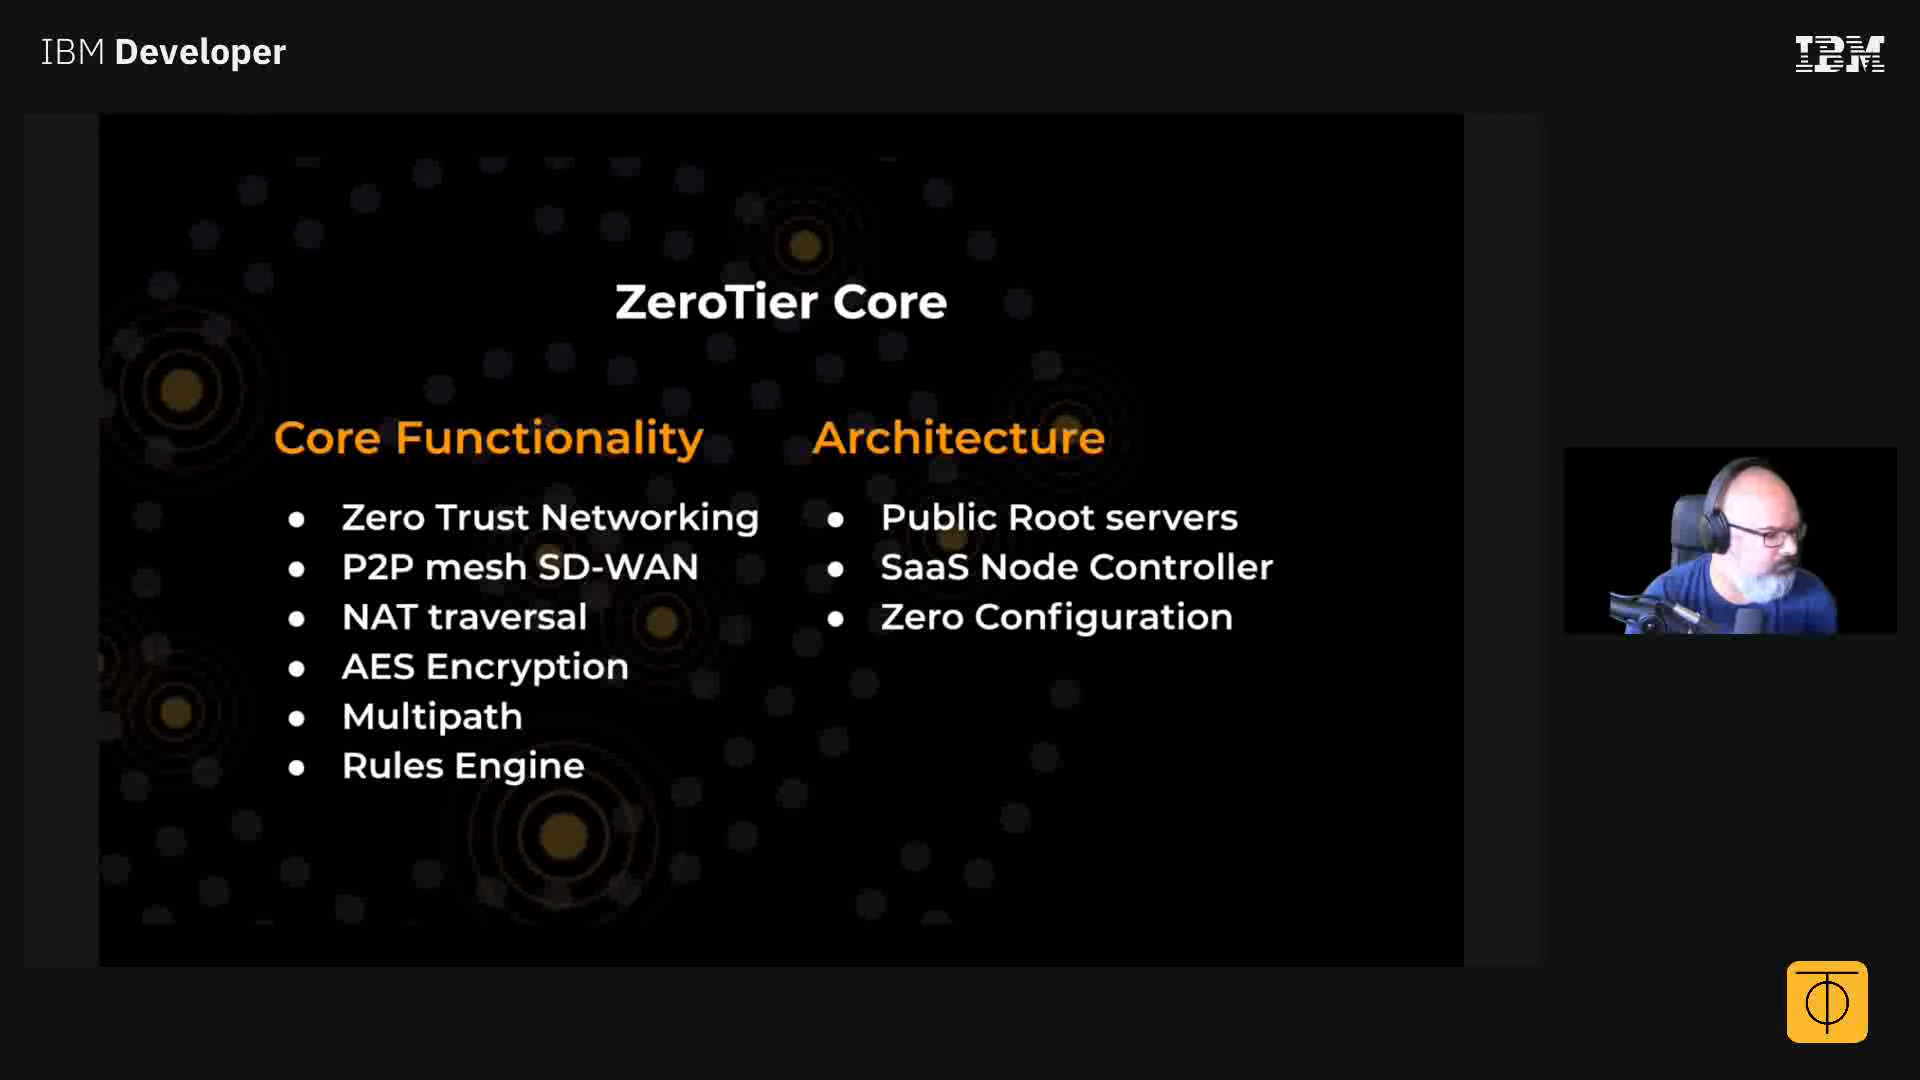 IBM Developer
IBM
ZeroTier Core
Core Functionality
Zero Trust Networking
P2P mesh SD-WAN
NAT traversal
AES Encryption
Multipath
Rules Engine
Architecture
Public Root servers
SaaS Node Controller
Zero Configuration